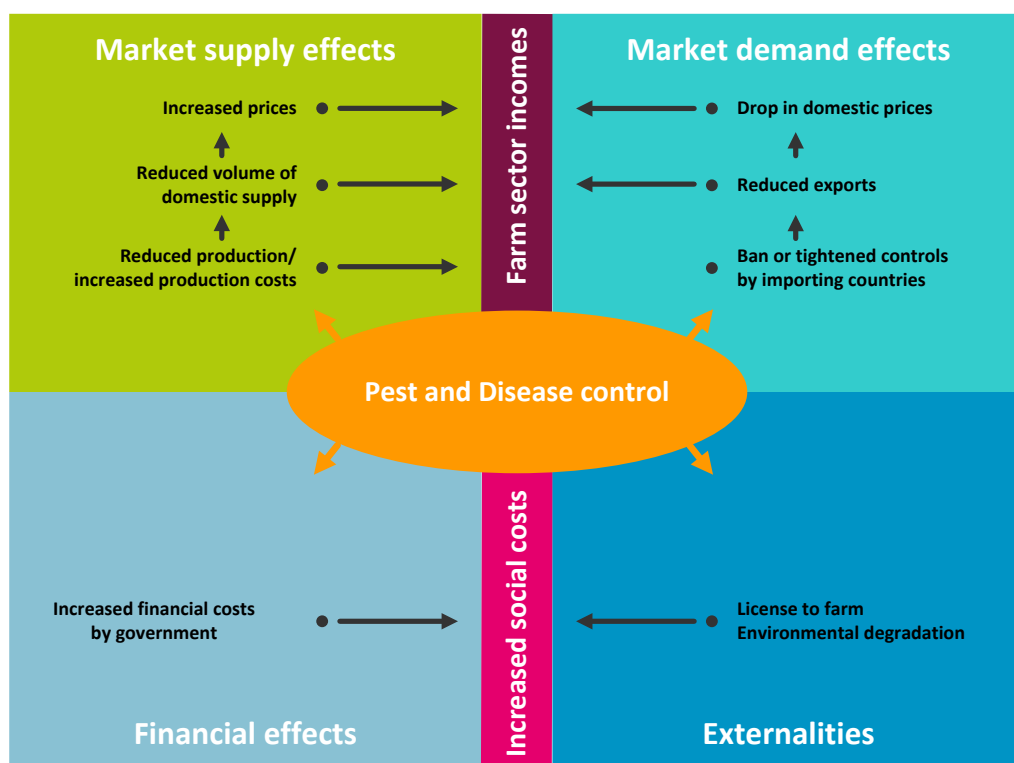 Market supply effects
Increased prices
Reduced volume of
domestic supply
Reduced production/
increased production costs
Farm sector incomes
Market demand effects
Drop in domestic prices
Reduced exports
Ban or tightened controls
by importing countries
Pest and Disease control
Increased financial costs
by government
Financial effects
Increased social costs
License to farm
Environmental degradation
Externalities